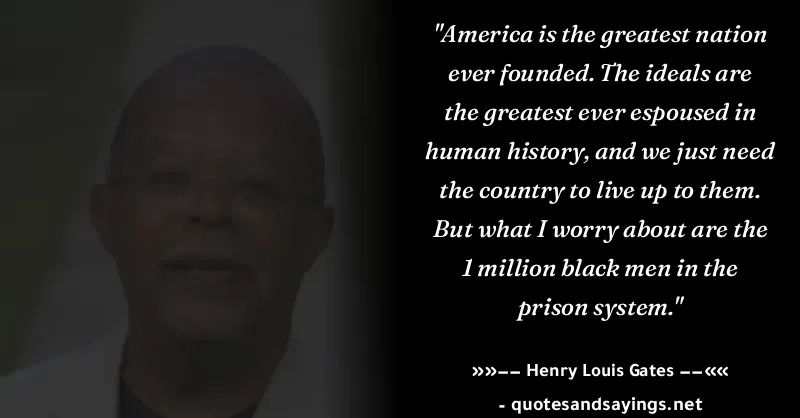 "America is the greatest nation
ever founded. The ideals are
the greatest ever espoused in
human history, and we just need
the country to live up to them.
But what I worry about are the
1 million black men in the
prison system."
»»–– Henry Louis Gates ––««
- quotesandsayings.net